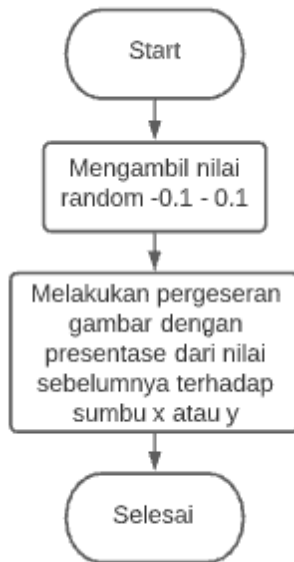 Start
Mengambil nilai
random -0.1 - 0.1
Melakukan pergeseran
gambar dengan
presentase dari nilai
sebelumnya terhadap
sumbu x atau y
Selesai